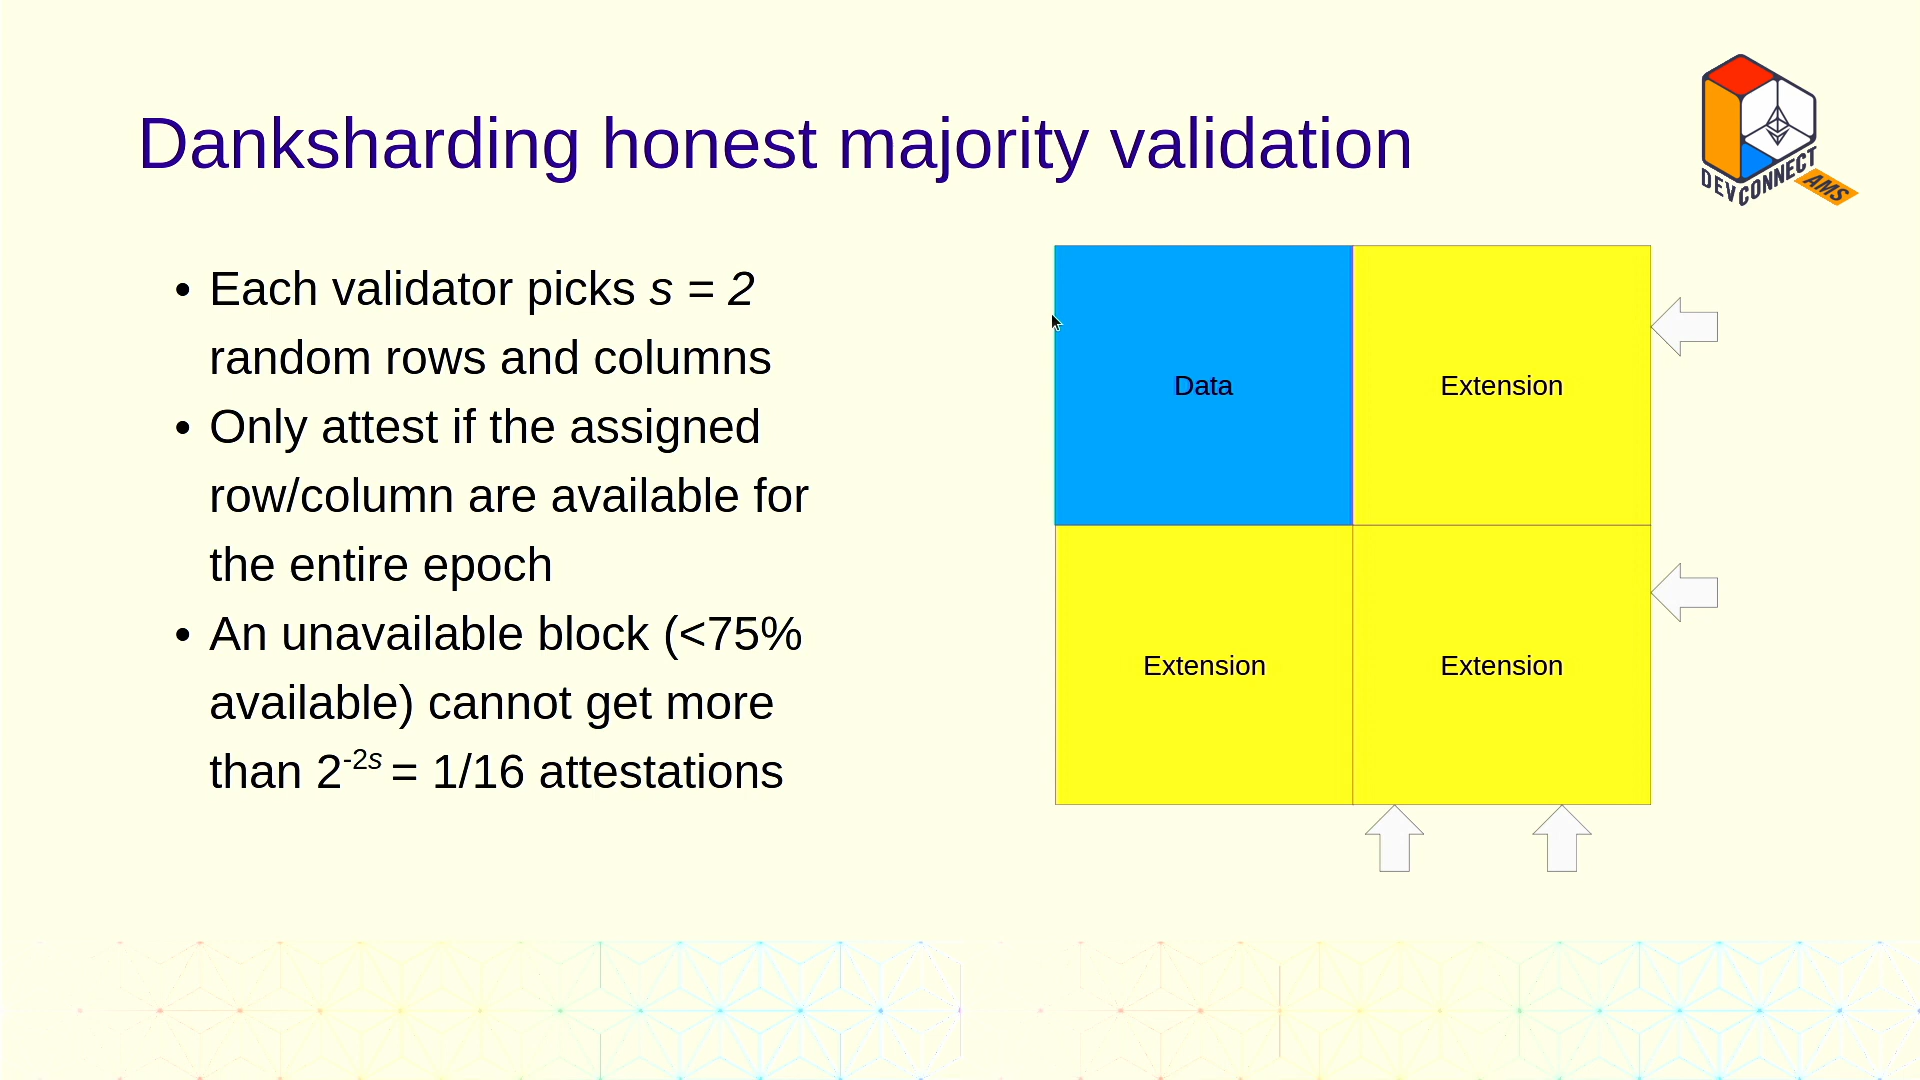 Danksharding honest majority validation
DEVCONNECT
AMS
• Each validator picks s = 2
random rows and columns
• Only attest if the assigned
row/column are available for
the entire epoch
• An unavailable block (<75%
available) cannot get more
than 2^-2s = 1/16 attestations
Data
Extension
Extension
Extension